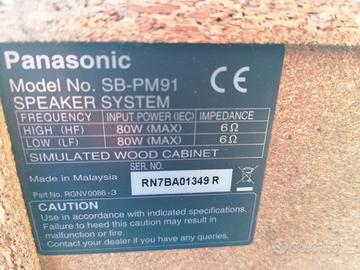 Panasonic
Model No. SB-PM91 CE
SPEAKER SYSTEM
FREQUENCY INPUT POWER (IEC) IMPEDANCE
HIGH (HF) 80W (MAX) 6Ω
LOW (LF) 80W (MAX) 6Ω
SIMULATED WOOD CABINET
SER. NO.
Made in Malaysia RN7BA01349 R
Part No. RGNV0086-3
CAUTION
Use in accordance with indicated specifications.
Failure to heed this caution may result in
malfunction or fire.
Contact your dealer if you have any queries.